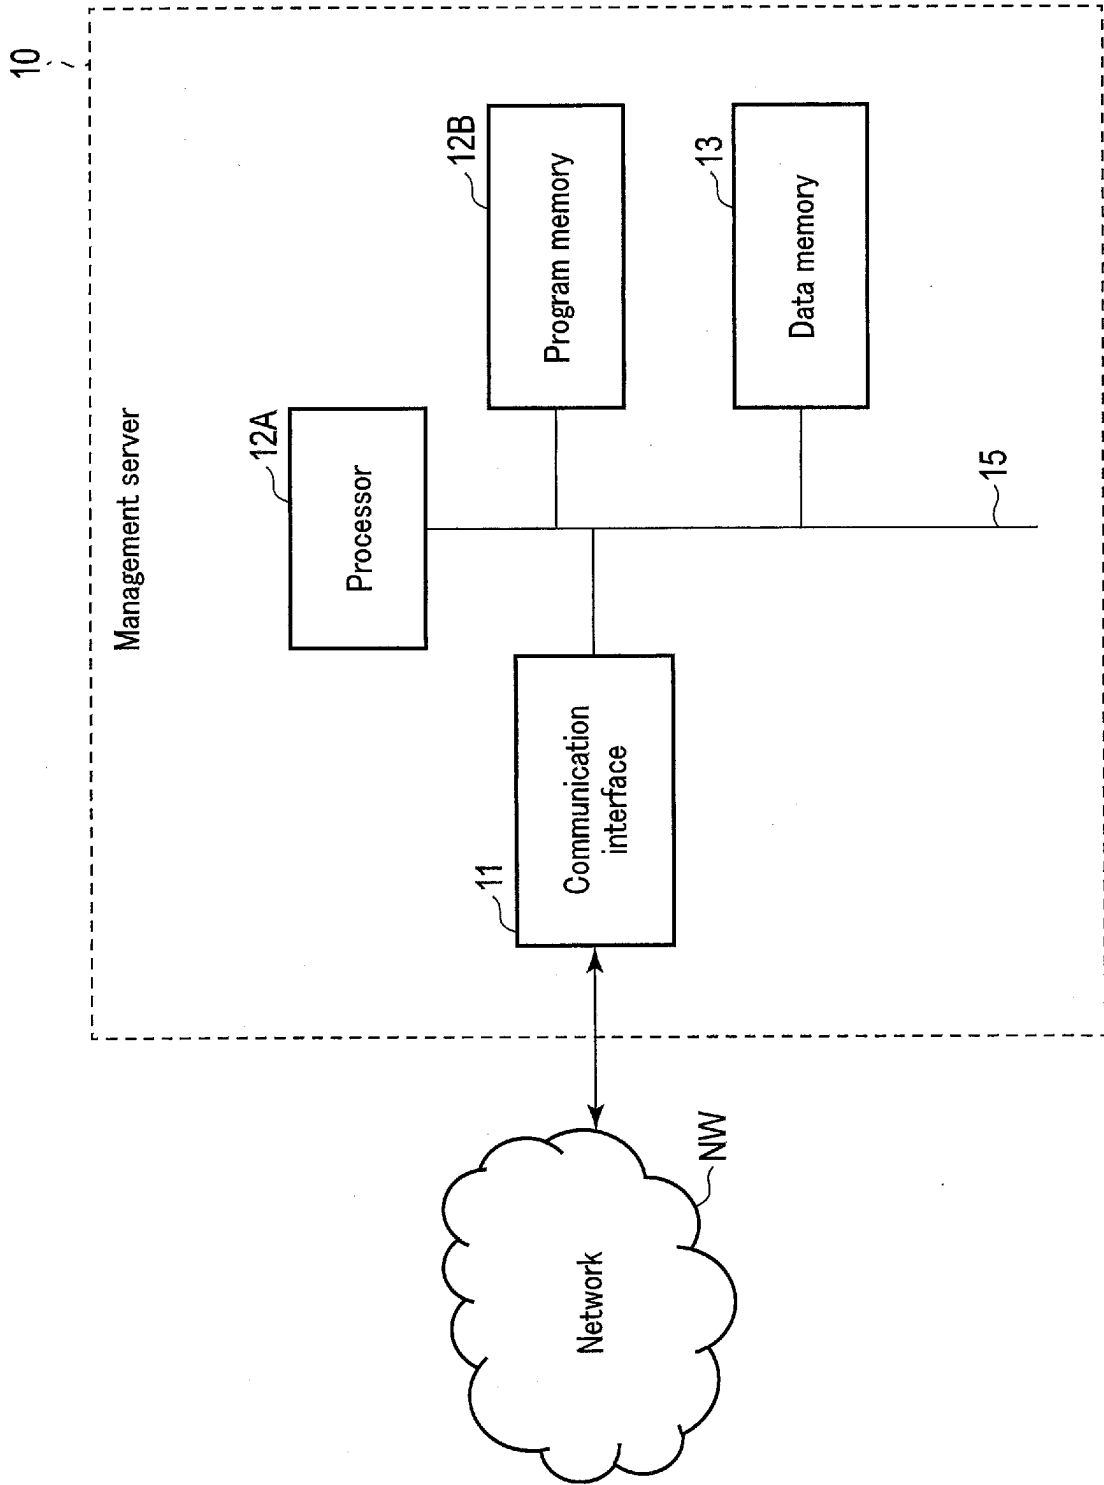 10
Management server
12A
Processor
12B
Program memory
13
Data memory
11
Communication
interface
15
Network
NW